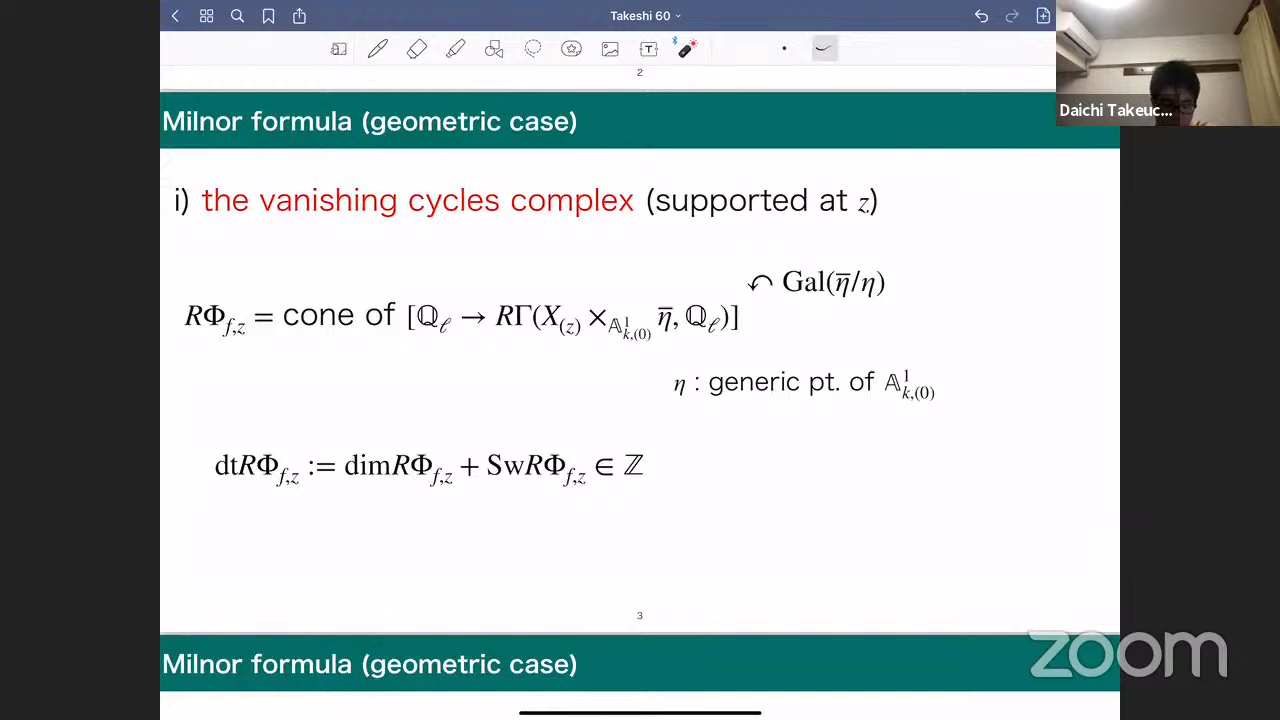 Takeshi 60
2
Daichi Takeuc...
Milnor formula (geometric case)
i) the vanishing cycles complex (supported at z)
↶ Gal(η̄/η)
RΦ_{f,z} = cone of [ℚ_ℓ → RΓ(X_{(z)} ×_{𝔸^1_{k,(0)}} η̄, ℚ_ℓ)]
η : generic pt. of 𝔸^1_{k,(0)}
dtRΦ_{f,z} := dimRΦ_{f,z} + SwRΦ_{f,z} ∈ ℤ
3
Milnor formula (geometric case)
zoom